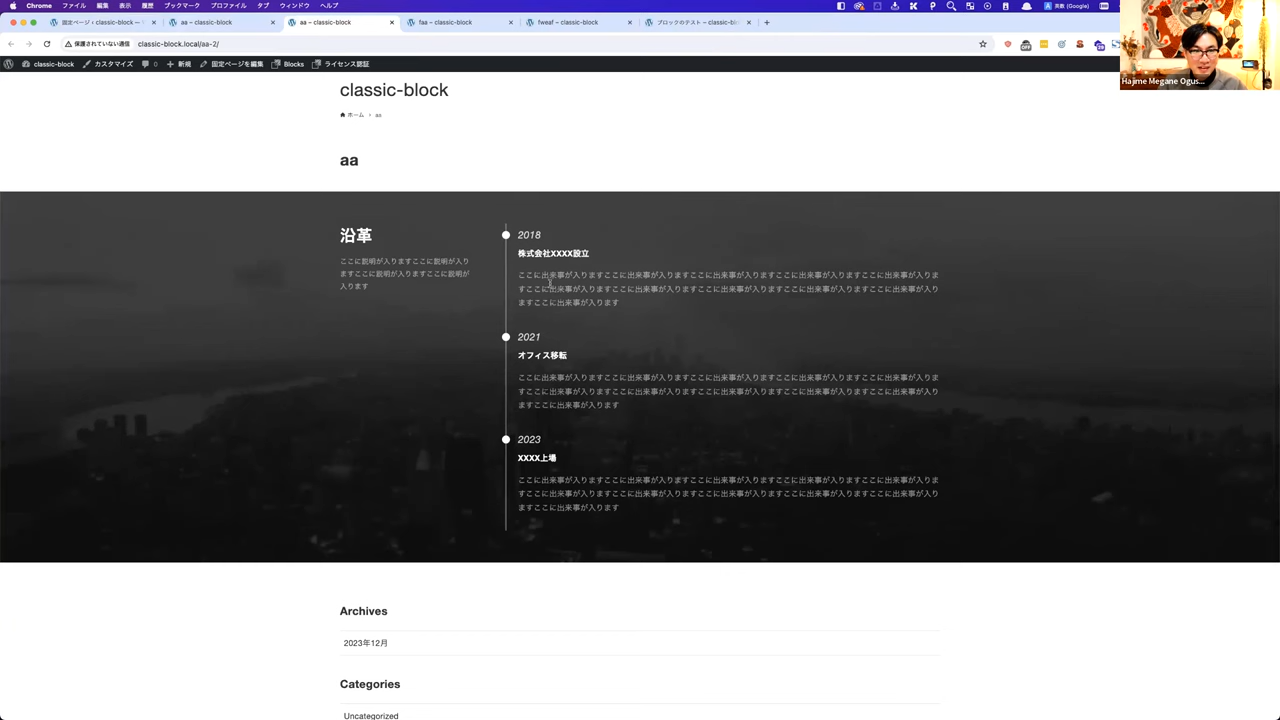 Chrome ファイル 編集 表示 履歴 ブックマーク プロファイル タブ ウィンドウ ヘルプ
英数 (Google)
固定ページ ‹ classic-block —
aa – classic-block
aa – classic-block
faa – classic-block
fweaf – classic-block
ブロックのテスト – classic-b
保護されていない通信 classic-block.local/aa-2/
OFF
classic-block カスタマイズ 0 新規 固定ページを編集 Blocks ライセンス認証
Hajime Megane Ogus...
classic-block
ホーム › aa
aa
沿革
ここに説明が入りますここに説明が入り
ますここに説明が入りますここに説明が
入ります
2018
株式会社XXXX設立
ここに出来事が入りますここに出来事が入りますここに出来事が入りますここに出来事が入りますここに出来事が入りま
すここに出来事が入りますここに出来事が入りますここに出来事が入りますここに出来事が入りますここに出来事が入り
ますここに出来事が入ります
2021
オフィス移転
ここに出来事が入りますここに出来事が入りますここに出来事が入りますここに出来事が入りますここに出来事が入りま
すここに出来事が入りますここに出来事が入りますここに出来事が入りますここに出来事が入りますここに出来事が入り
ますここに出来事が入ります
2023
XXXX上場
ここに出来事が入りますここに出来事が入りますここに出来事が入りますここに出来事が入りますここに出来事が入りま
すここに出来事が入りますここに出来事が入りますここに出来事が入りますここに出来事が入りますここに出来事が入り
ますここに出来事が入ります
Archives
2023年12月
Categories
Uncategorized